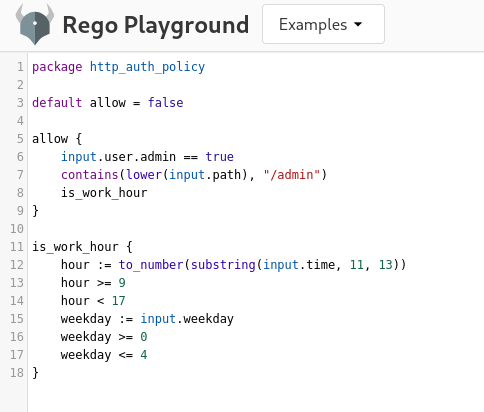 Rego Playground
Examples
1 package http_auth_policy
2
3 default allow = false
4
5 allow {
6     input.user.admin == true
7     contains(lower(input.path), "/admin")
8     is_work_hour
9 }
10
11 is_work_hour {
12     hour := to_number(substring(input.time, 11, 13))
13     hour >= 9
14     hour < 17
15     weekday := input.weekday
16     weekday >= 0
17     weekday <= 4
18 }